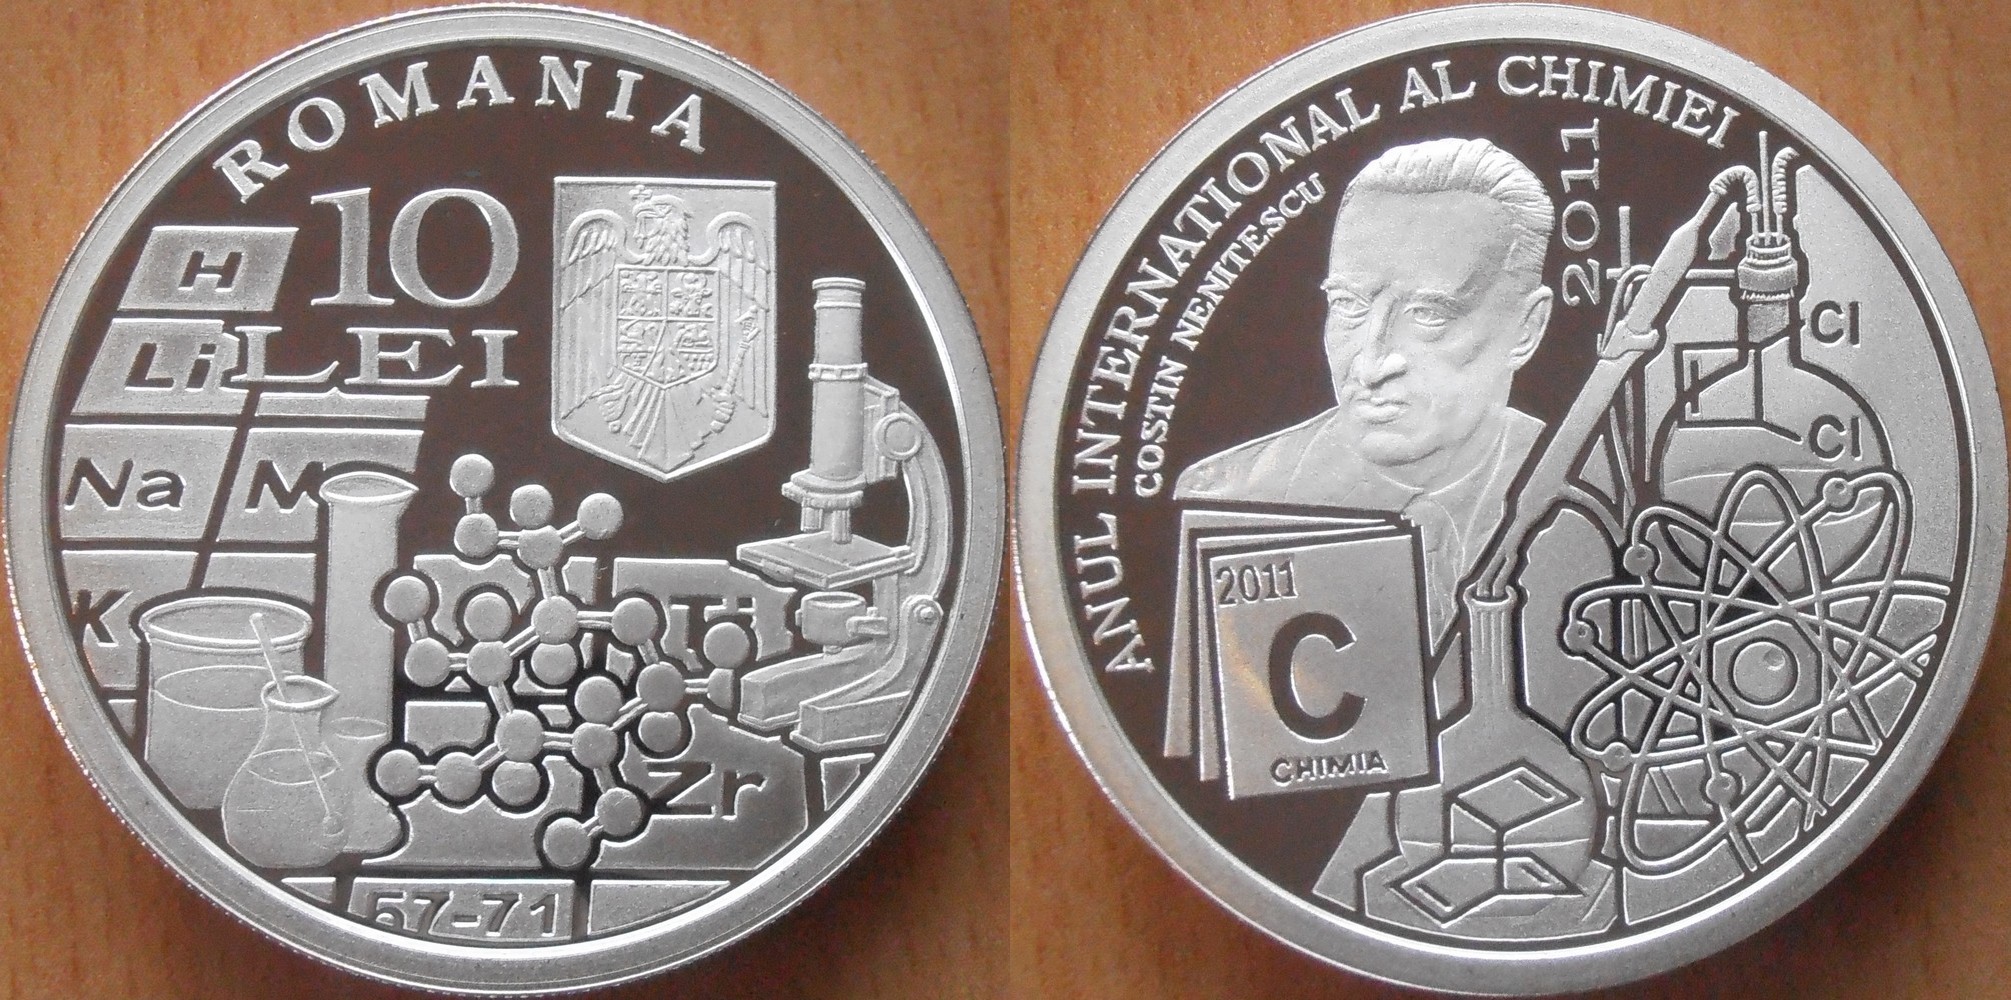 ROMANIA
10
LEI
H
Li
Na
M
K
Ti
Zr
57-71
ANUL INTERNATIONAL AL CHIMIEI
COSTIN NENITESCU
2011
Cl
Cl
2011
C
CHIMIA